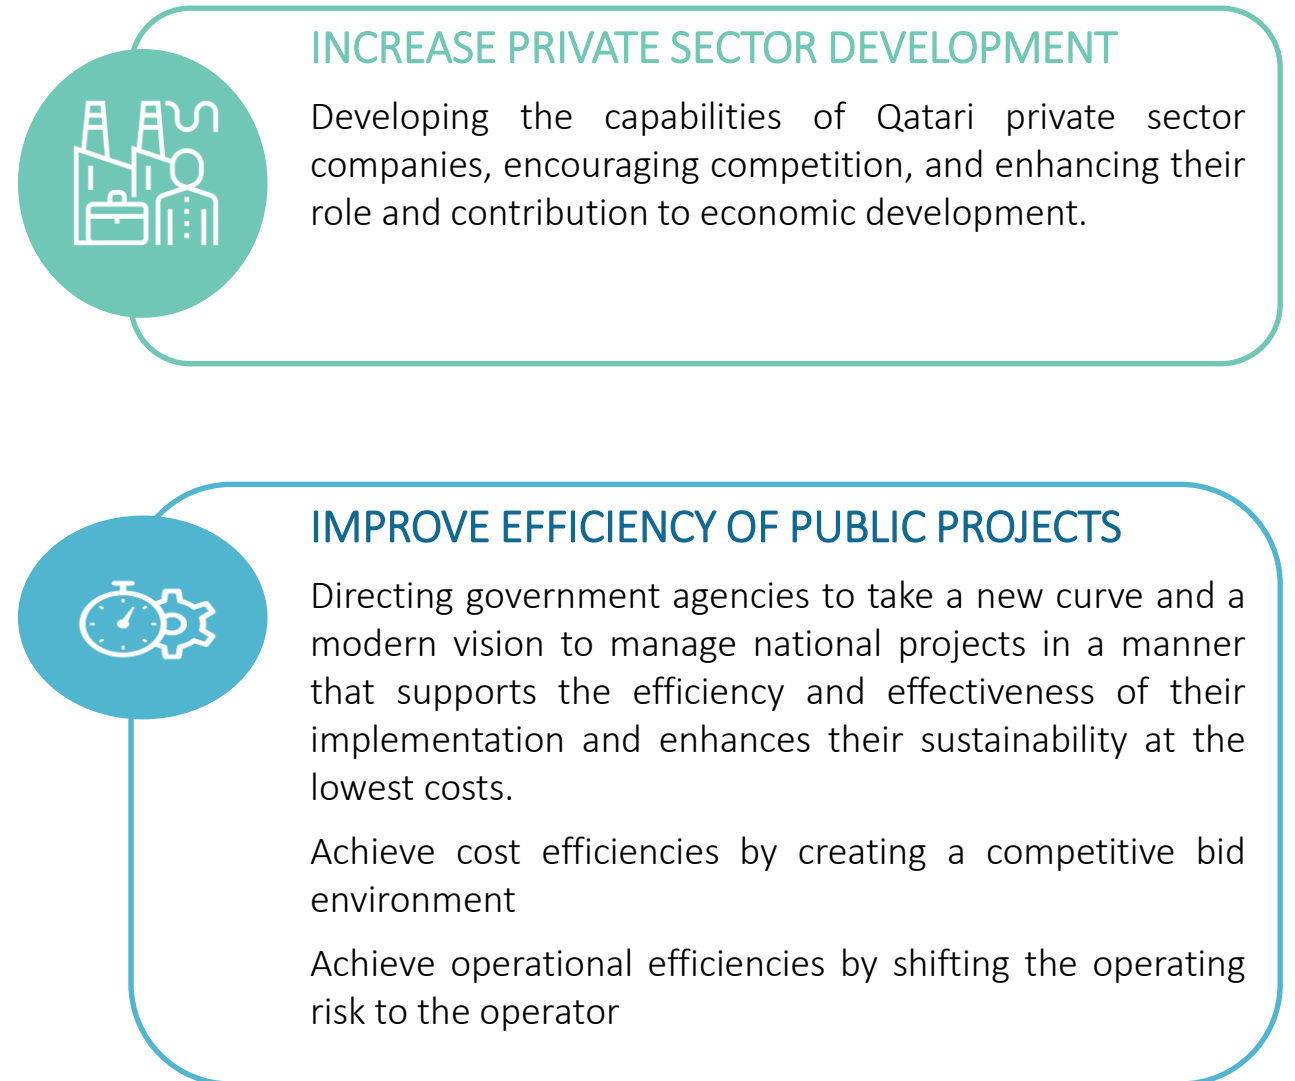 INCREASE PRIVATE SECTOR DEVELOPMENT
Developing the capabilities of Qatari private sector
companies, encouraging competition, and enhancing their
role and contribution to economic development.
IMPROVE EFFICIENCY OF PUBLIC PROJECTS
Directing government agencies to take a new curve and a
modern vision to manage national projects in a manner
that supports the efficiency and effectiveness of their
implementation and enhances their sustainability at the
lowest costs.
Achieve cost efficiencies by creating a competitive bid
environment
Achieve operational efficiencies by shifting the operating
risk to the operator